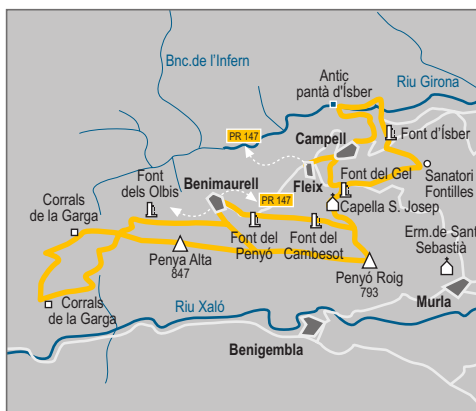 Bnc.de l'Infern
Antic
pantà d'Ísber
Riu Girona
PR 147
Campell
Font d'Ísber
Font
dels Olbis
Benimaurell
Fleix
Font del Gel
Sanatori
Fontilles
PR 147
Corrals
de la Garga
Capella S. Josep
Font del
Penyó
Font del
Cambesot
Erm.de Sant
Sebastià
Penya Alta
847
Penyó Roig
793
Corrals
de la Garga
Riu Xaló
Murla
Benigembla